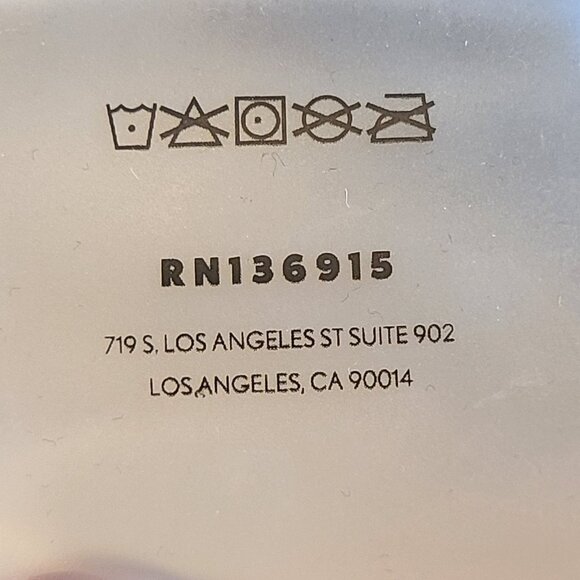 RN136915
719 S. LOS ANGELES ST SUITE 902
LOS ANGELES, CA 90014